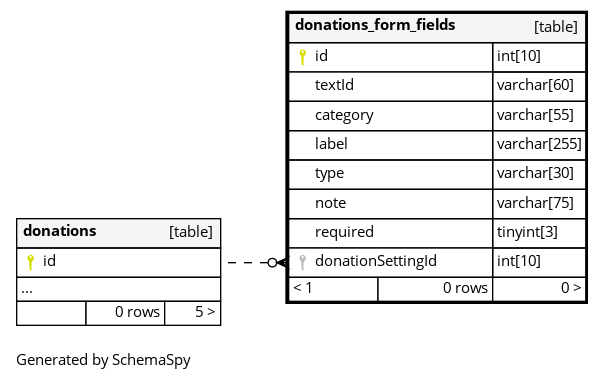 donations_form_fields [table]
id int[10]
textId varchar[60]
category varchar[55]
label varchar[255]
type varchar[30]
note varchar[75]
required tinyint[3]
donationSettingId int[10]
< 1 0 rows 0 >
donations [table]
id
...
0 rows 5 >
Generated by SchemaSpy